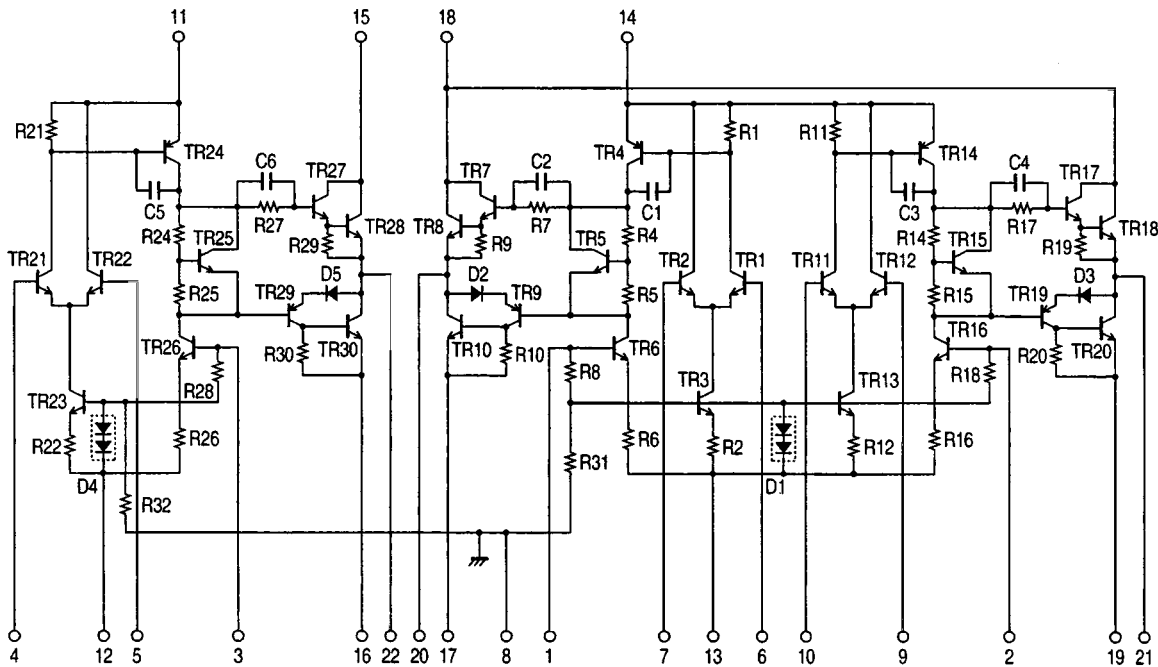 11 15 18 14
R21 R1 R11
TR24 TR4 TR14
C6 TR7 C2 C4 TR17
TR27
C5 C1 C3
R27 TR28 TR8 R7 R17 TR18
R24 TR25 R29 R9 TR5 R4 R14 TR15 R19
TR21 TR22 TR2 TR1 TR11 TR12
D5 D2 D3
R25 TR29 TR9 R5 R15 TR19
TR26 R30 TR30 TR10 R10 TR6 TR16 R20 TR20
R28 R8 TR3 TR13 R18
TR23
R22 R26 R6 R2 R12 R16
D4 R31 D1
R32
4 12 5 3 16 22 20 17 8 1 7 13 6 10 9 2 19 21